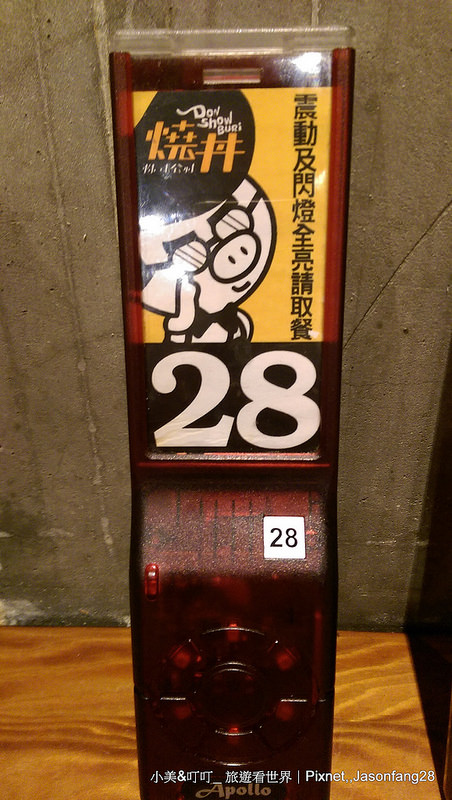 Don
Show
BURi
燒丼
震動及閃燈全亮請取餐
28
28
小美&叮叮_ 旅遊看世界｜Pixnet,,Jasonfang28
Apollo